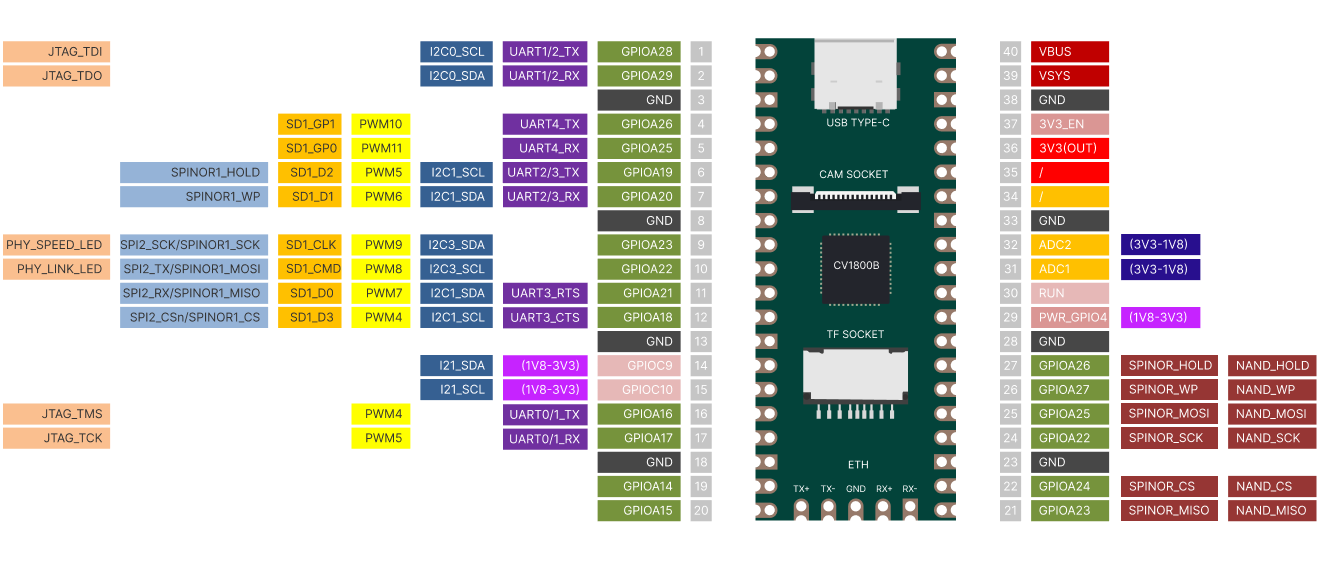 JTAG_TDI I2C0_SCL UART1/2_TX GPIOA28 1 40 VBUS
JTAG_TDO I2C0_SDA UART1/2_RX GPIOA29 2 39 VSYS
GND 3 38 GND
SD1_GP1 PWM10 UART4_TX GPIOA26 4 USB TYPE-C 37 3V3_EN
SD1_GP0 PWM11 UART4_RX GPIOA25 5 36 3V3(OUT)
SPINOR1_HOLD SD1_D2 PWM5 I2C1_SCL UART2/3_TX GPIOA19 6 CAM SOCKET 35 /
SPINOR1_WP SD1_D1 PWM6 I2C1_SDA UART2/3_RX GPIOA20 7 34 /
GND 8 33 GND
PHY_SPEED_LED SPI2_SCK/SPINOR1_SCK SD1_CLK PWM9 I2C3_SDA GPIOA23 9 32 ADC2 (3V3-1V8)
PHY_LINK_LED SPI2_TX/SPINOR1_MOSI SD1_CMD PWM8 I2C3_SCL GPIOA22 10 CV1800B 31 ADC1 (3V3-1V8)
SPI2_RX/SPINOR1_MISO SD1_D0 PWM7 I2C1_SDA UART3_RTS GPIOA21 11 30 RUN
SPI2_CSn/SPINOR1_CS SD1_D3 PWM4 I2C1_SCL UART3_CTS GPIOA18 12 29 PWR_GPIO4 (1V8-3V3)
GND 13 TF SOCKET 28 GND
I21_SDA (1V8-3V3) GPIOC9 14 27 GPIOA26 SPINOR_HOLD NAND_HOLD
I21_SCL (1V8-3V3) GPIOC10 15 26 GPIOA27 SPINOR_WP NAND_WP
JTAG_TMS PWM4 UART0/1_TX GPIOA16 16 25 GPIOA25 SPINOR_MOSI NAND_MOSI
JTAG_TCK PWM5 UART0/1_RX GPIOA17 17 24 GPIOA22 SPINOR_SCK NAND_SCK
GND 18 ETH 23 GND
GPIOA14 19 TX+ TX- GND RX+ RX- 22 GPIOA24 SPINOR_CS NAND_CS
GPIOA15 20 21 GPIOA23 SPINOR_MISO NAND_MISO